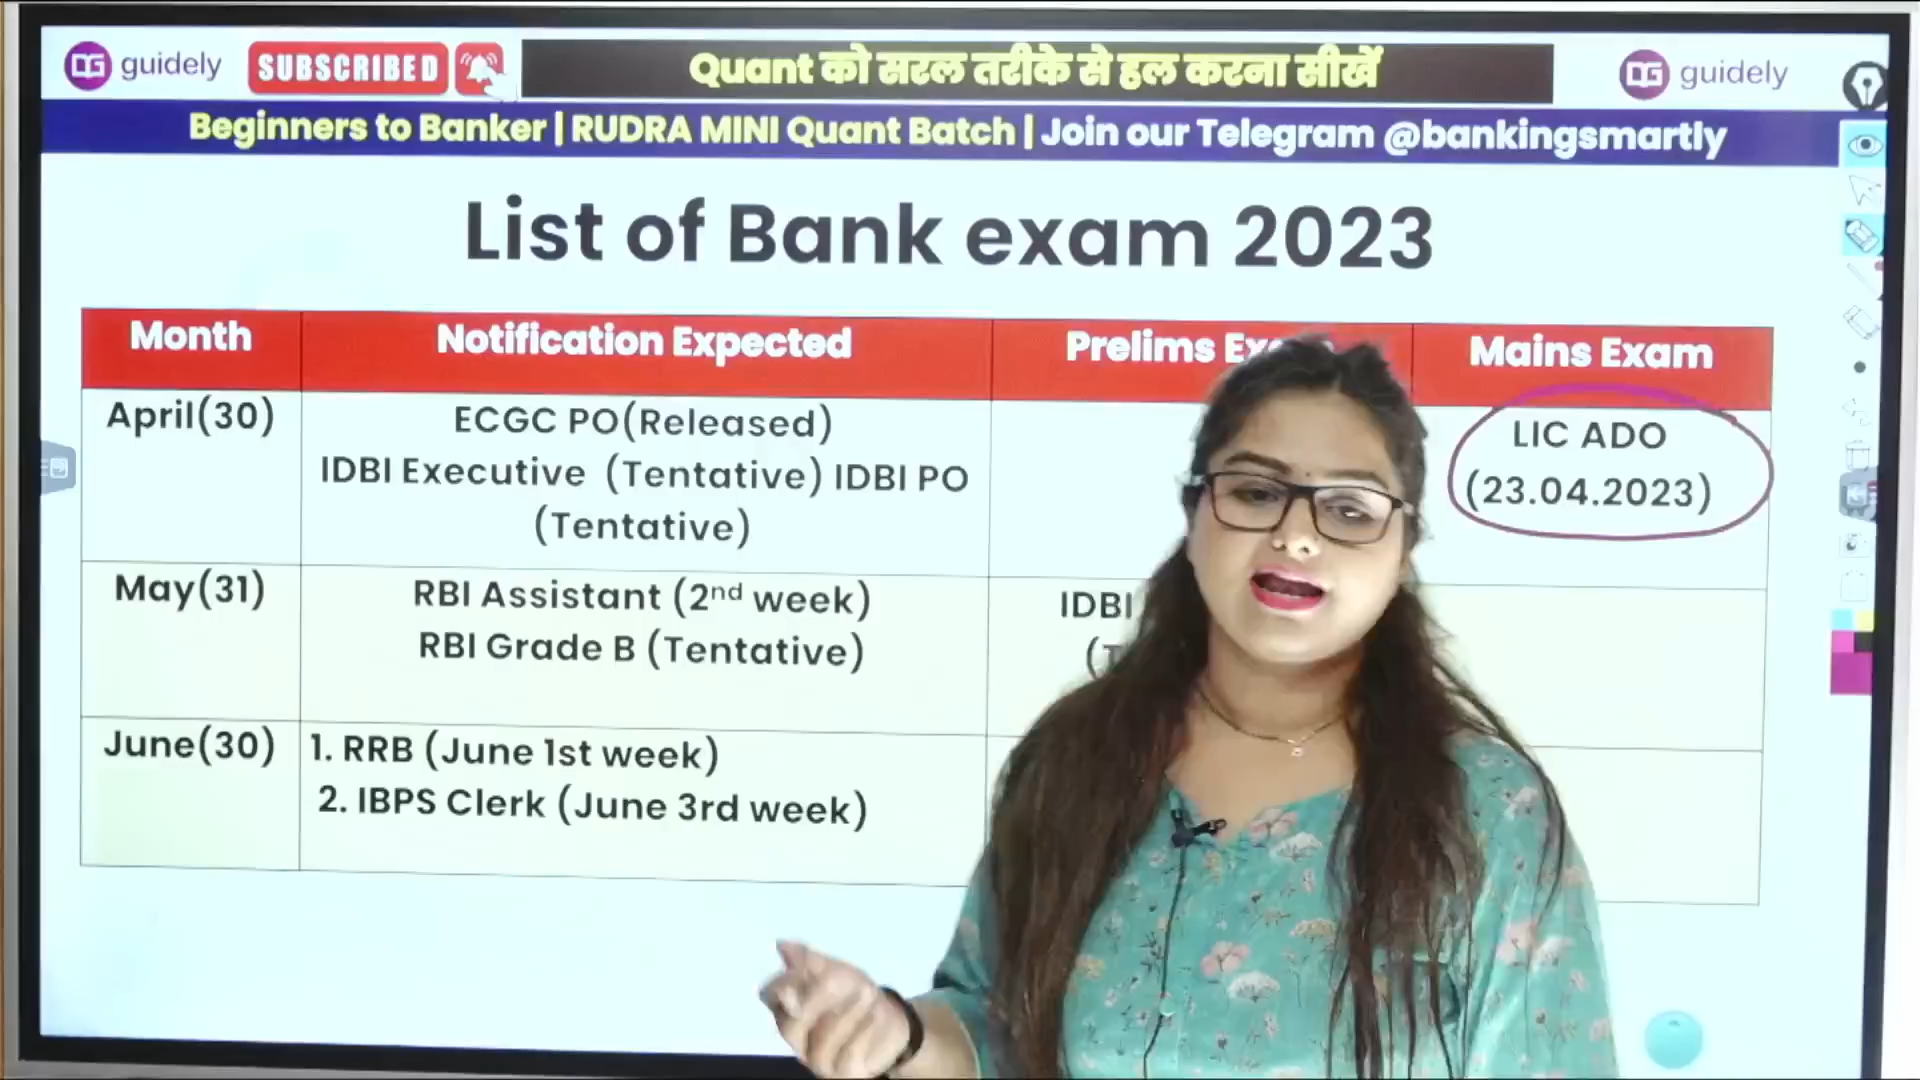 guidely
SUBSCRIBED
Quant को सरल तरीके से हल करना सीखें
guidely
Beginners to Banker | RUDRA MINI Quant Batch | Join our Telegram @bankingsmartly
List of Bank exam 2023
Month
Notification Expected
Prelims
Mains Exam
April(30)
ECGC PO(Released)
IDBI Executive (Tentative) IDBI PO
(Tentative)
LIC ADO
(23.04.2023)
May(31)
RBI Assistant (2nd week)
RBI Grade B (Tentative)
IDBI
June(30)
1. RRB (June 1st week)
2. IBPS Clerk (June 3rd week)